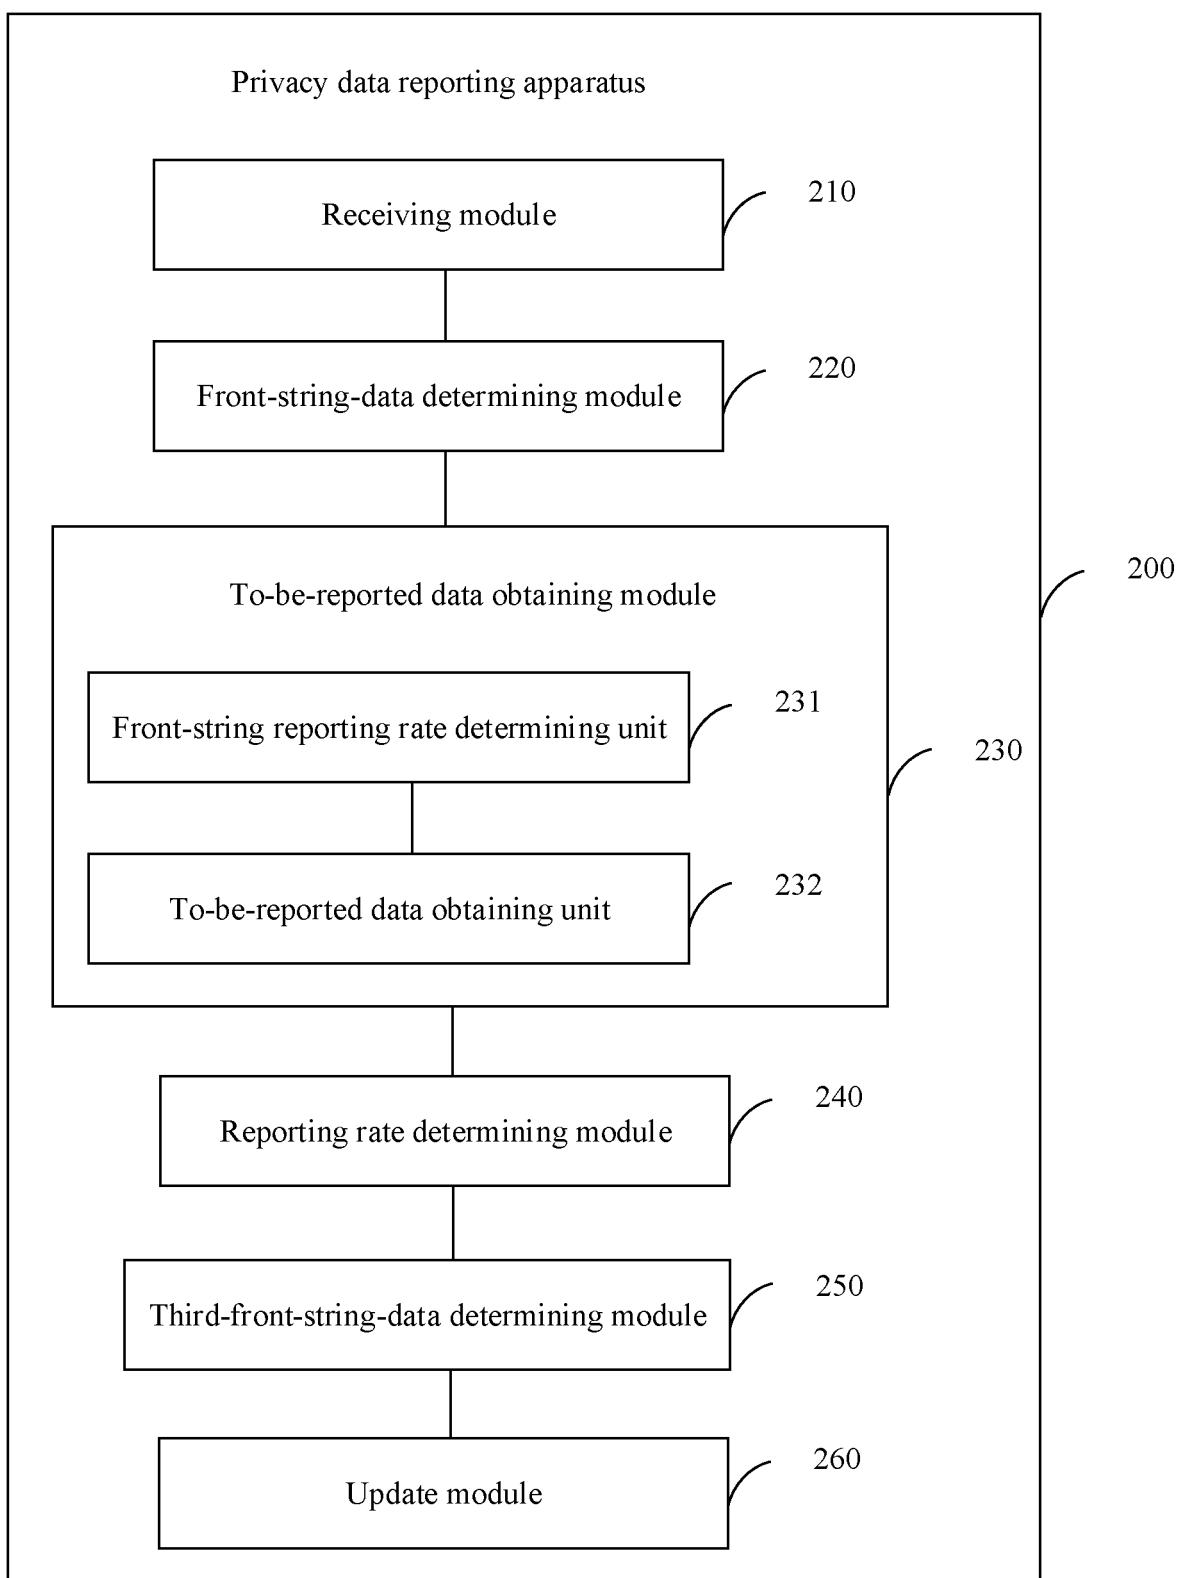 Privacy data reporting apparatus
Receiving module
210
Front-string-data determining module
220
200
To-be-reported data obtaining module
230
Front-string reporting rate determining unit
231
To-be-reported data obtaining unit
232
Reporting rate determining module
240
Third-front-string-data determining module
250
Update module
260